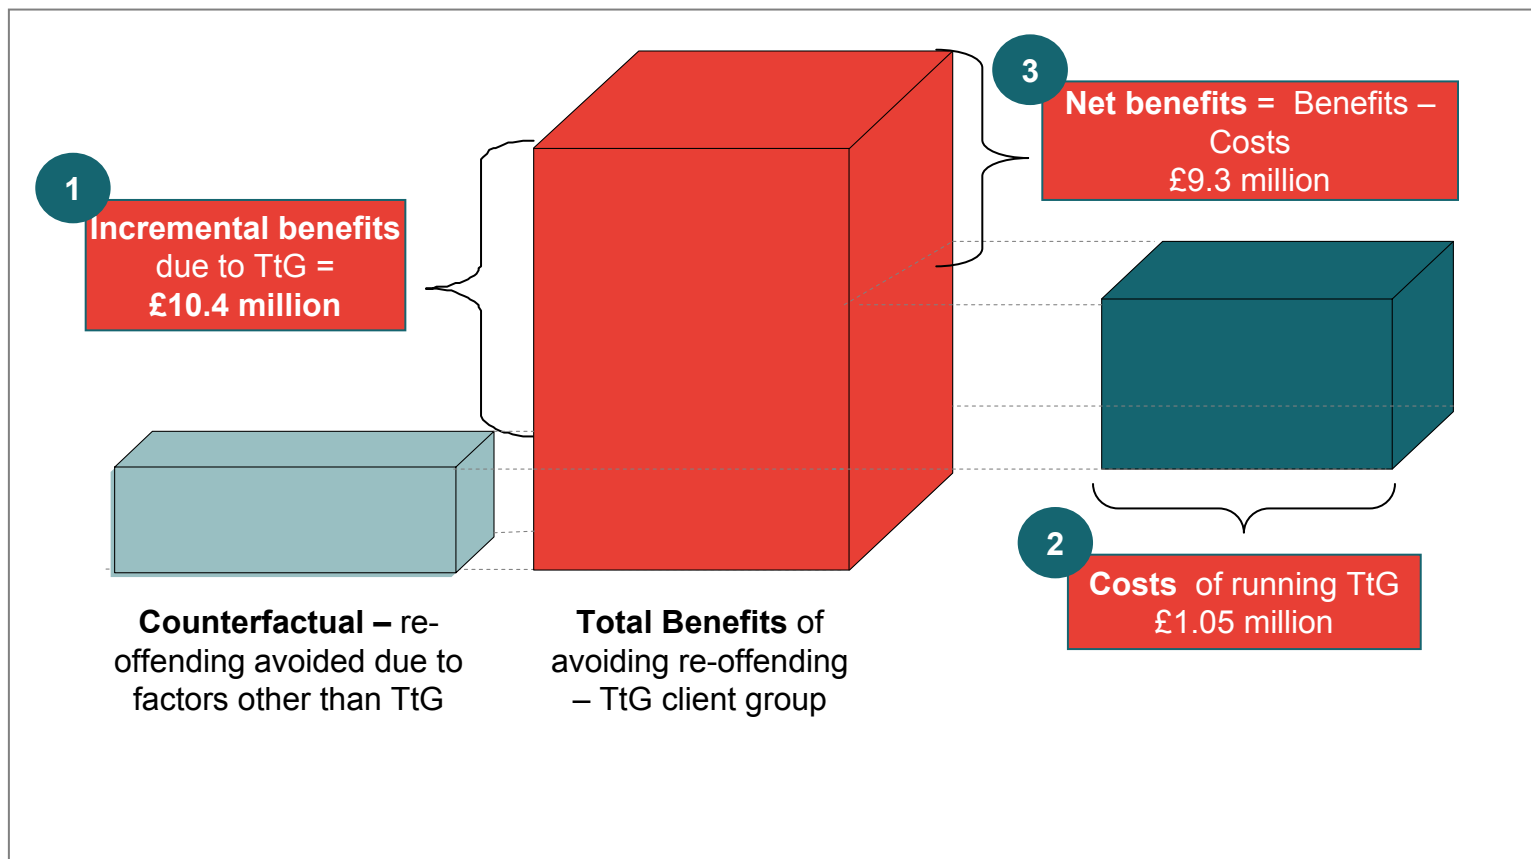 1
Incremental benefits
due to TtG =
£10.4 million
3
Net benefits = Benefits –
Costs
£9.3 million
2
Costs of running TtG
£1.05 million
Counterfactual – re-
offending avoided due to
factors other than TtG
Total Benefits of
avoiding re-offending
– TtG client group